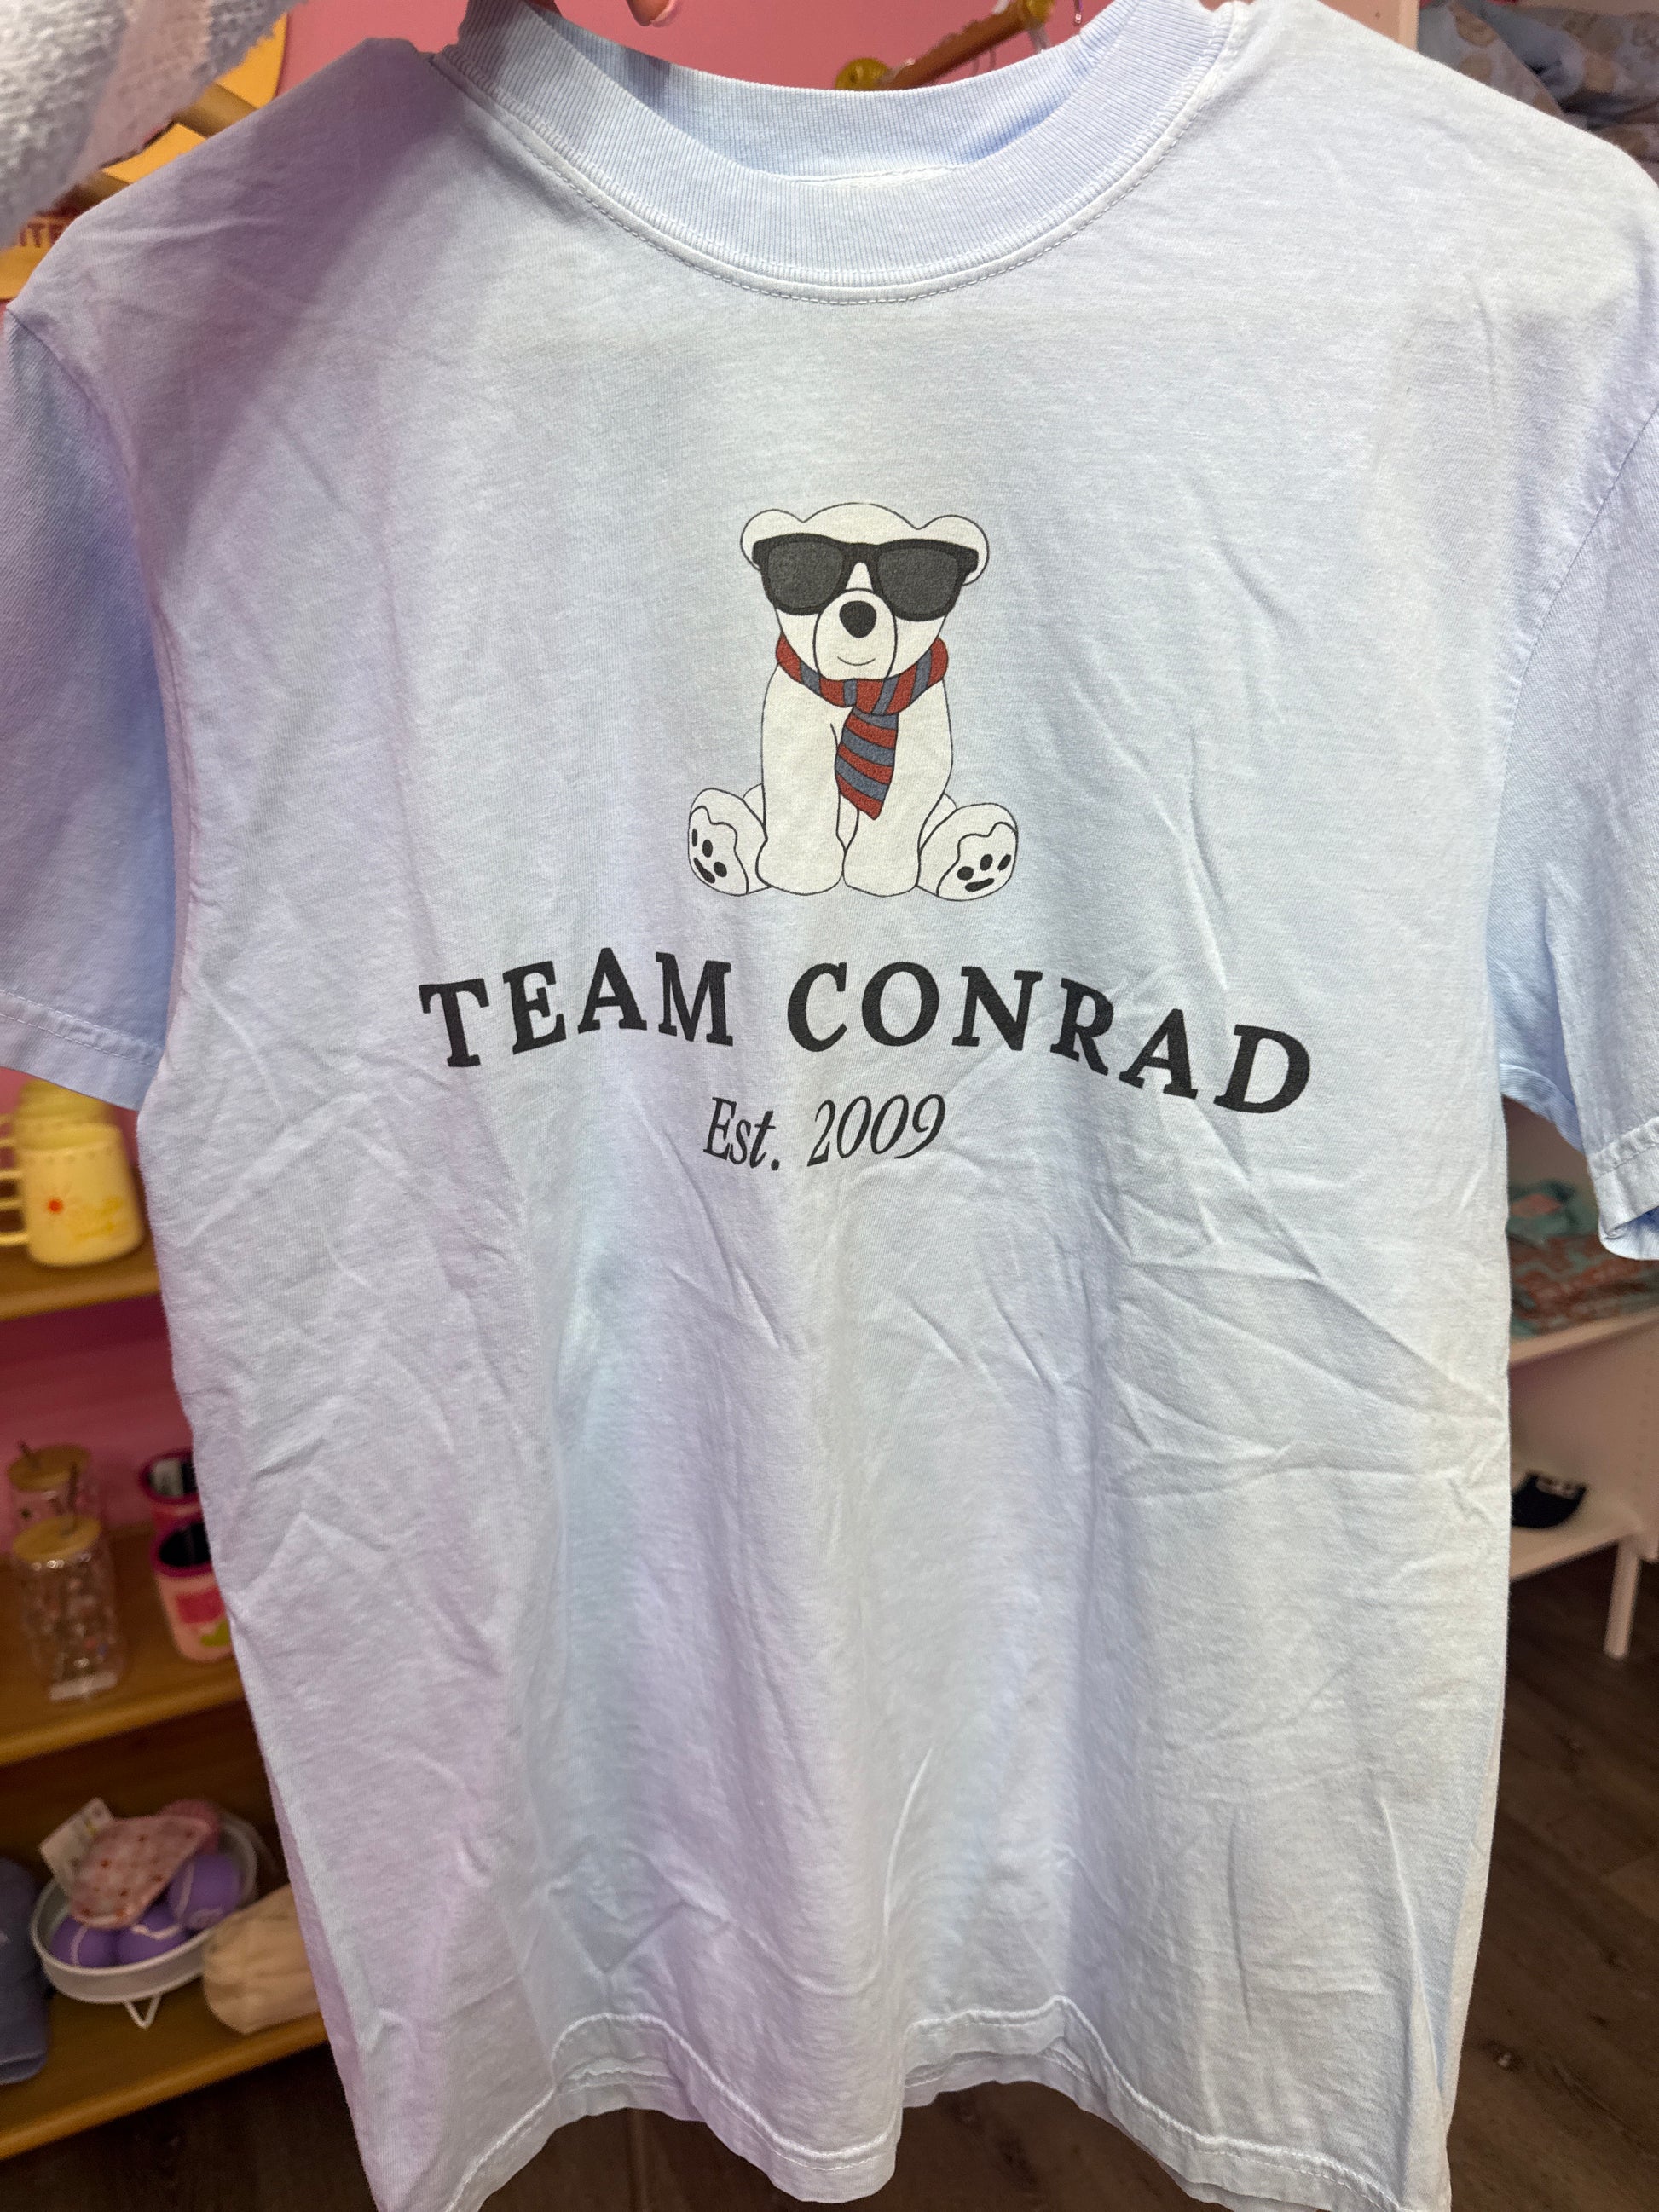 TEAM CONRAD
Est. 2009